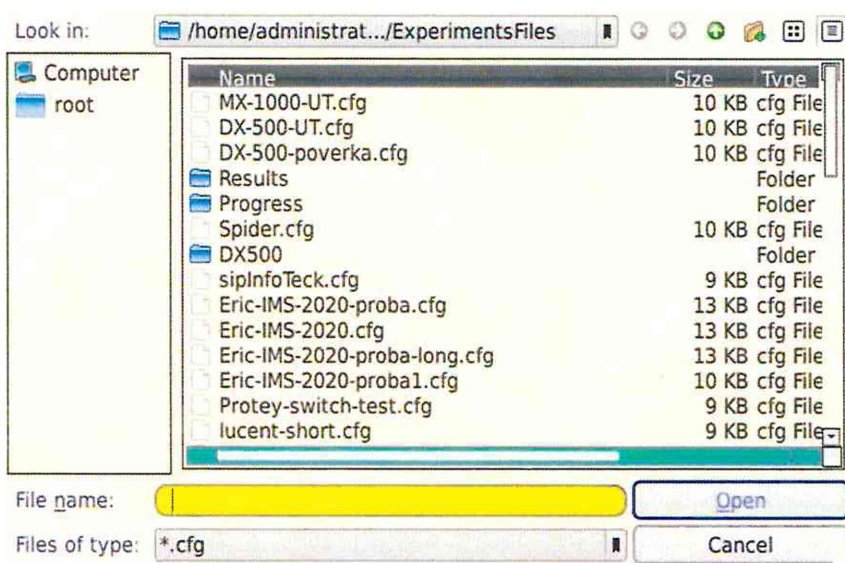 Look in: /home/administrat.../ExperimentsFiles
Computer
root
Name Size Type
MX-1000-UT.cfg 10 KB cfg File
DX-500-UT.cfg 10 KB cfg File
DX-500-poverka.cfg 10 KB cfg File
Results Folder
Progress Folder
Spider.cfg 10 KB cfg File
DX500 Folder
sipInfoTeck.cfg 9 KB cfg File
Eric-IMS-2020-proba.cfg 13 KB cfg File
Eric-IMS-2020.cfg 13 KB cfg File
Eric-IMS-2020-proba-long.cfg 13 KB cfg File
Eric-IMS-2020-proba1.cfg 10 KB cfg File
Protey-switch-test.cfg 9 KB cfg File
lucent-short.cfg 9 KB cfg File
File name: Open
Files of type: *.cfg Cancel